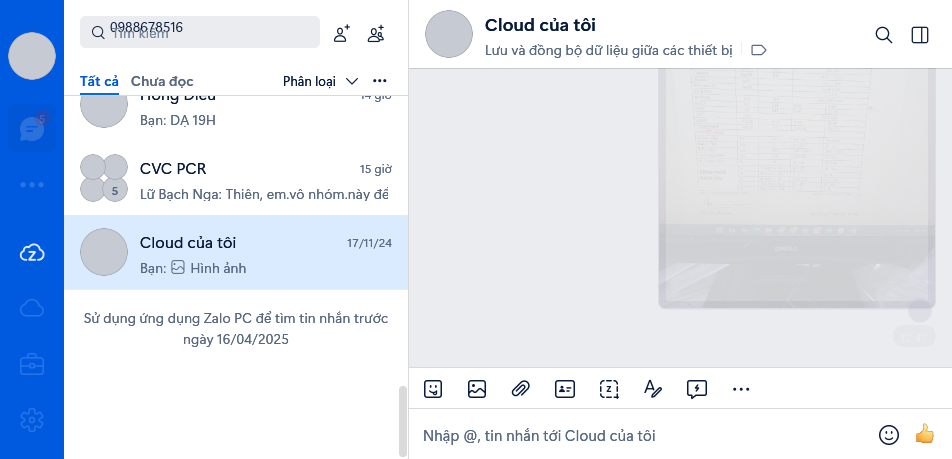 0988678516
Tìm kiếm
Tất cả
Chưa đọc
Phân loại
Hồng Diễu
14 giờ
Bạn: DẠ 19H
CVC PCR
15 giờ
5
Lữ Bạch Nga: Thiên, em.vô nhóm.này để
Cloud của tôi
17/11/24
Bạn: Hình ảnh
Sử dụng ứng dụng Zalo PC để tìm tin nhắn trước
ngày 16/04/2025
5
Cloud của tôi
Lưu và đồng bộ dữ liệu giữa các thiết bị
Nhập @, tin nhắn tới Cloud của tôi